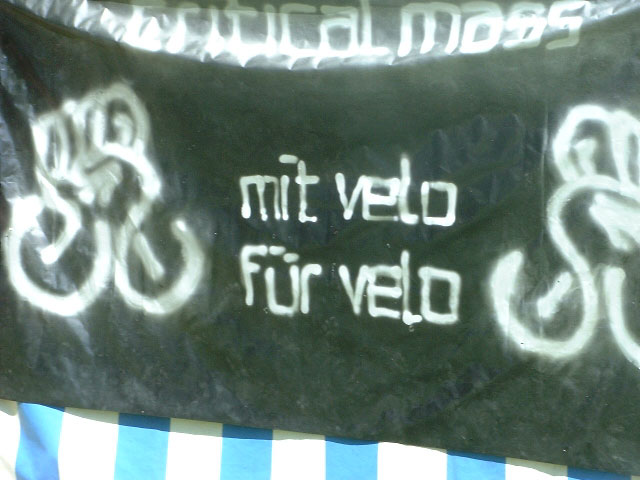 critical mass
mit velo
für velo